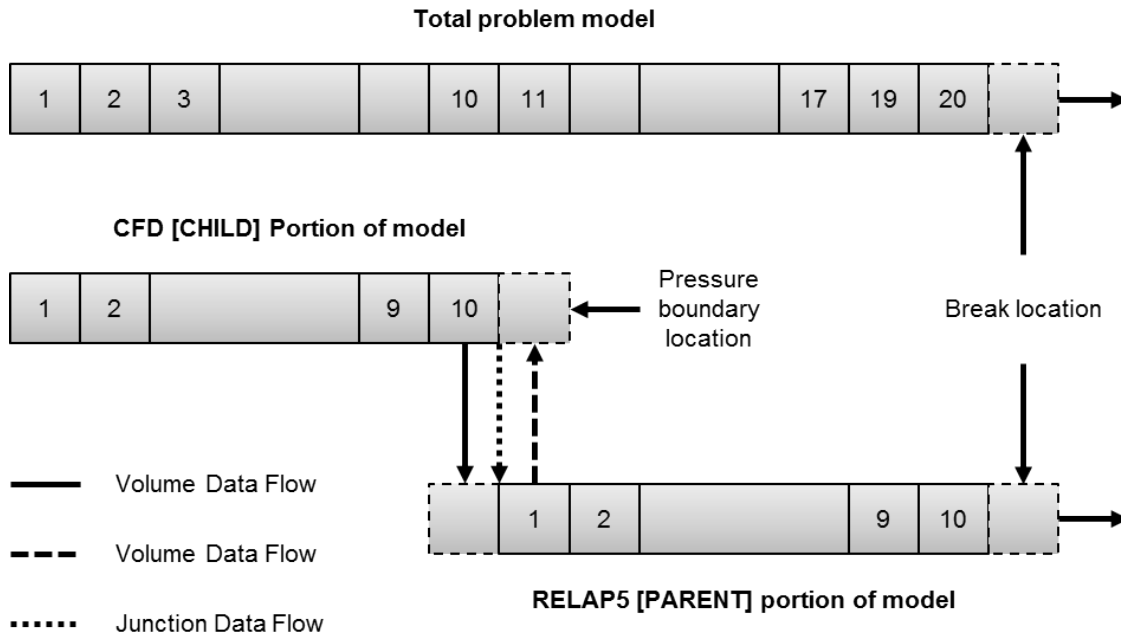 Total problem model
1 2 3 10 11 17 19 20
CFD [CHILD] Portion of model
1 2 9 10
Pressure
boundary
location
Break location
Volume Data Flow
1 2 9 10
Volume Data Flow
RELAP5 [PARENT] portion of model
Junction Data Flow